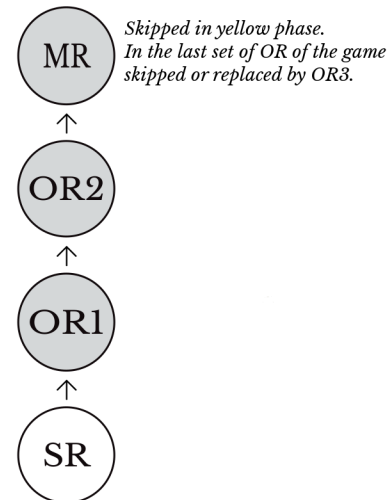 MR
Skipped in yellow phase.
In the last set of OR of the game
skipped or replaced by OR3.
OR2
OR1
SR